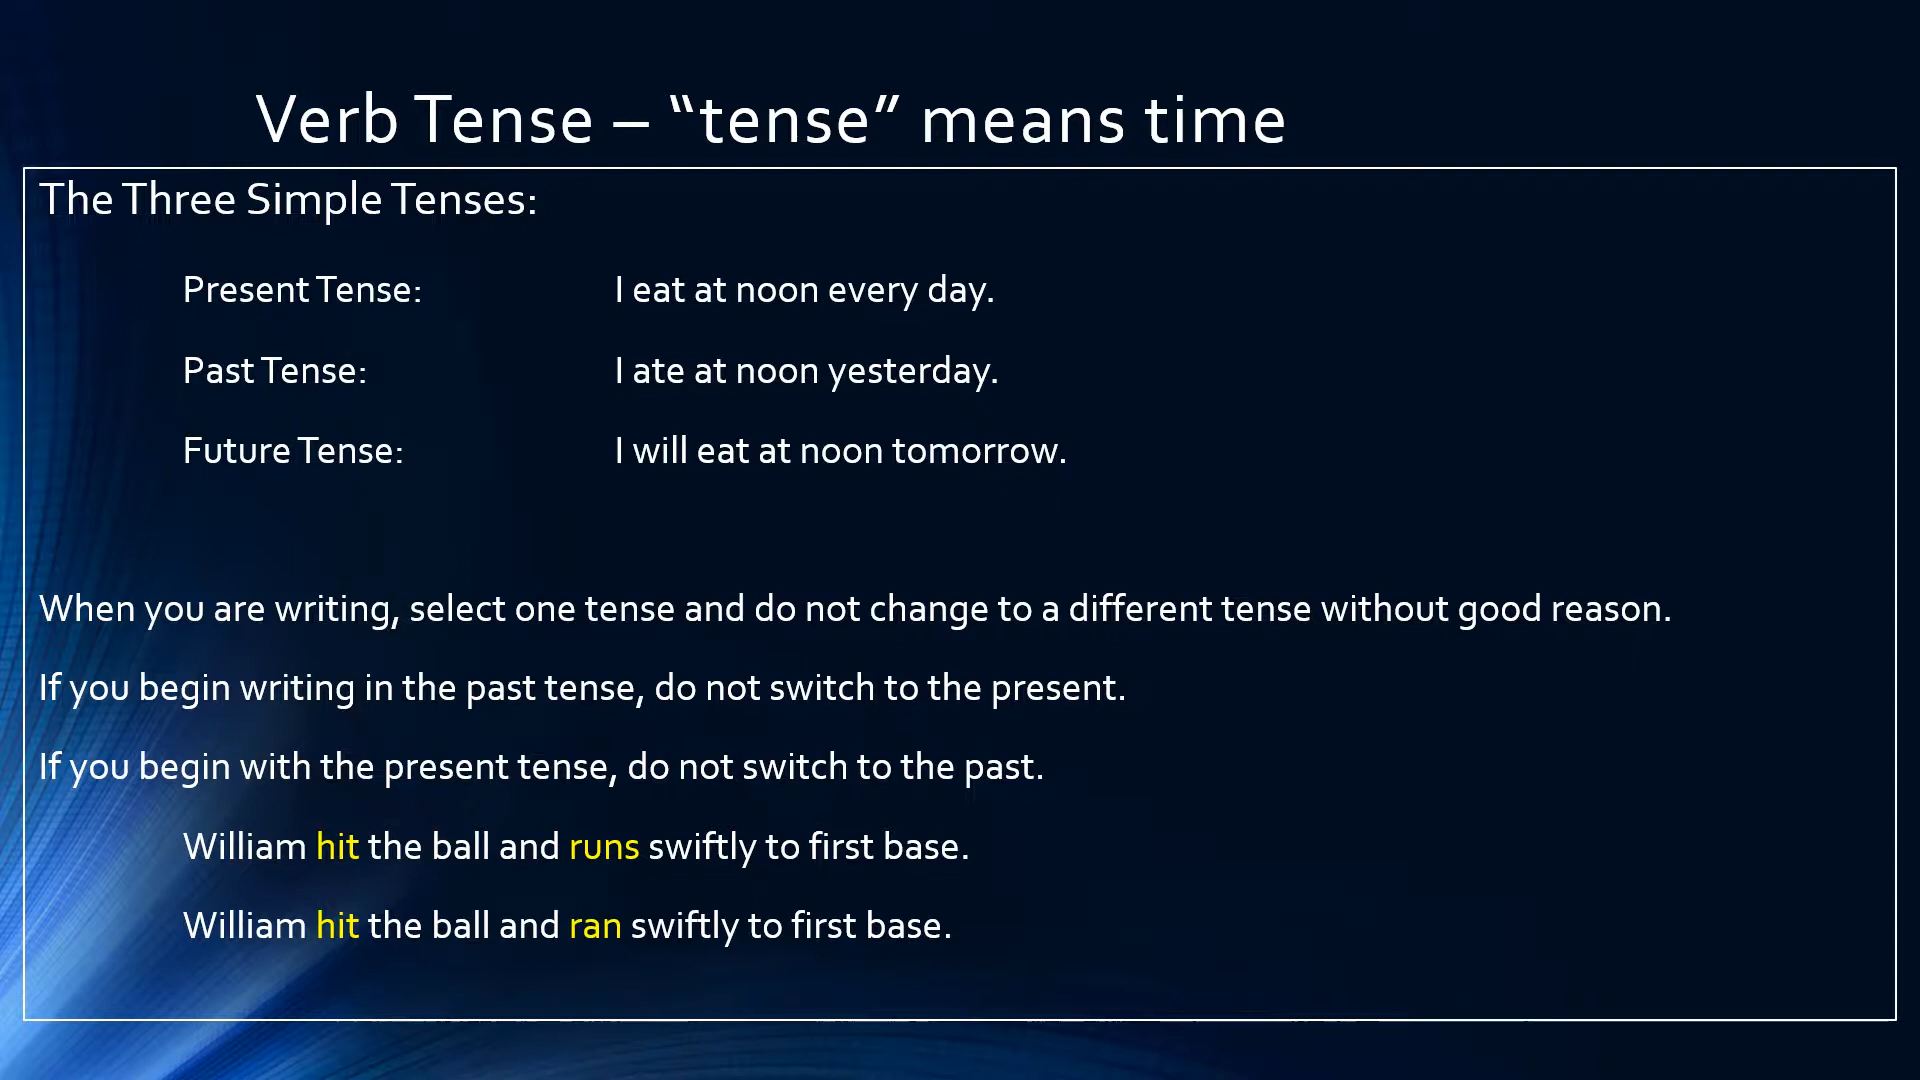 Verb Tense – “tense” means time
The Three Simple Tenses:
Present Tense: I eat at noon every day.
Past Tense: I ate at noon yesterday.
Future Tense: I will eat at noon tomorrow.
When you are writing, select one tense and do not change to a different tense without good reason.
If you begin writing in the past tense, do not switch to the present.
If you begin with the present tense, do not switch to the past.
William hit the ball and runs swiftly to first base.
William hit the ball and ran swiftly to first base.